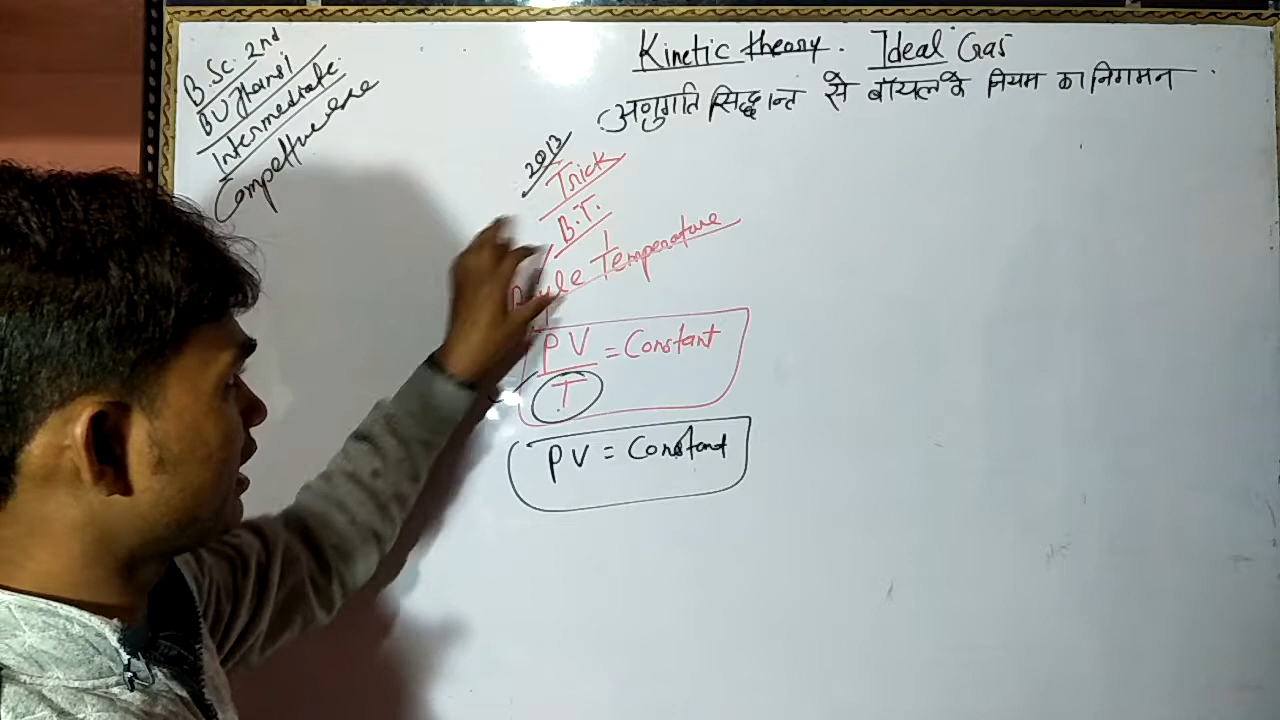 B.Sc. 2nd
BU Jhansi
Intermediate
Kinetic theory. Ideal Gas
अणुगति सिद्धान्त से बॉयल के नियम का निगमन
2013
Trick
B.T.
Temperature
PV/T = Constant
PV = Constant